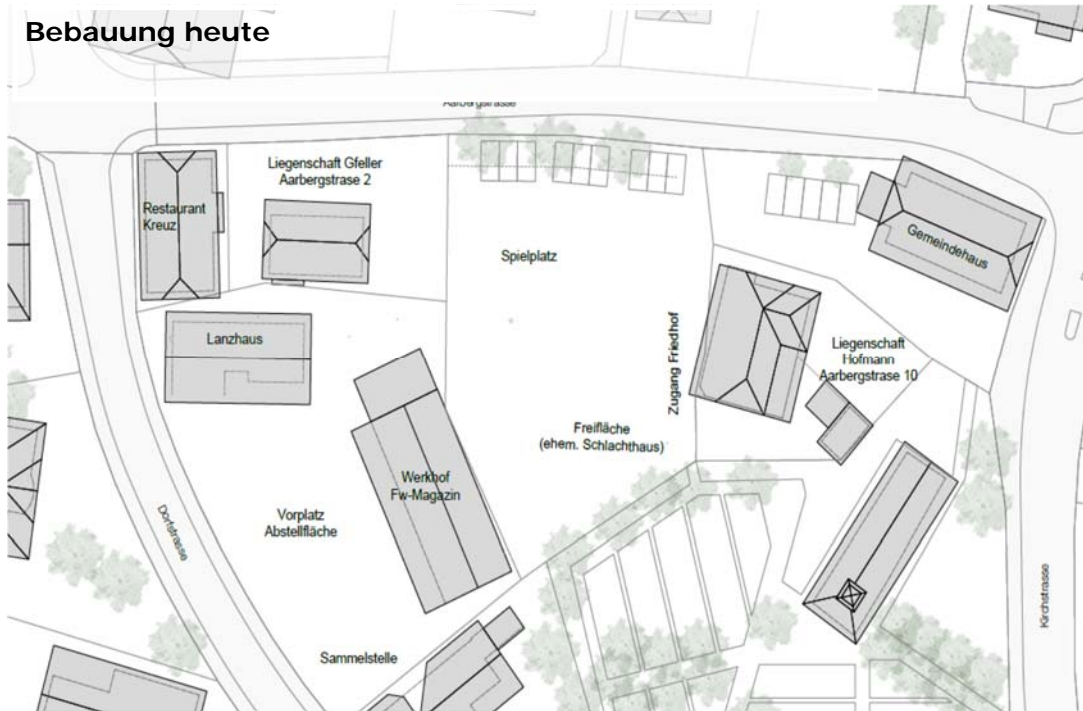 Bebauung heute
Aarbergstrasse
Liegenschaft Gfeller
Aarbergstrase 2
Restaurant
Kreuz
Spielplatz
Gemeindehaus
Lanzhaus
Zugang Friedhof
Liegenschaft
Hofmann
Aarbergstrase 10
Freifläche
(ehem. Schlachthaus)
Werkhof
Fw-Magazin
Vorplatz
Abstellfläche
Dorfstrasse
Kirchstrasse
Sammelstelle